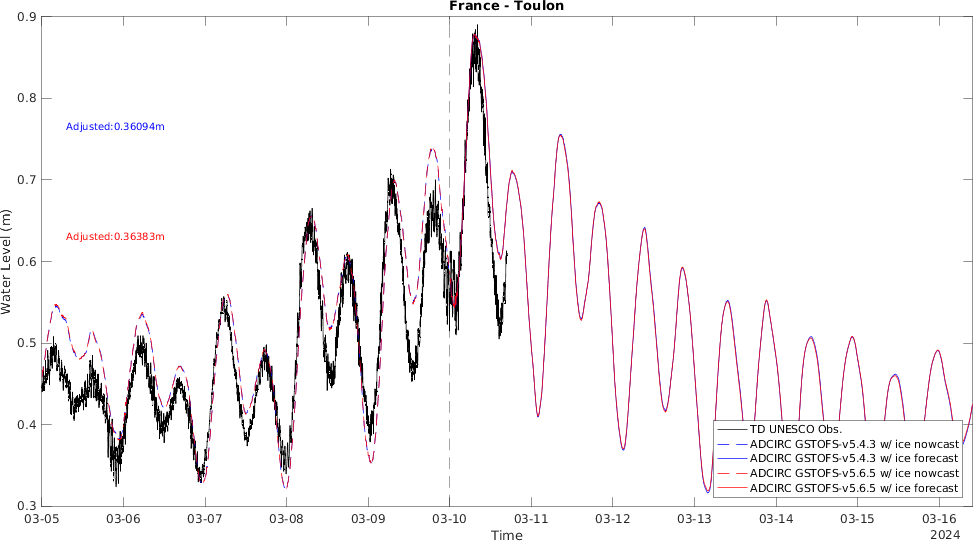 France - Toulon
Water Level (m)
0.9
0.8
0.7
0.6
0.5
0.4
0.3
Adjusted:0.36094m
Adjusted:0.36383m
TD UNESCO Obs.
ADCIRC GSTOFS-v5.4.3 w/ ice nowcast
ADCIRC GSTOFS-v5.4.3 w/ ice forecast
ADCIRC GSTOFS-v5.6.5 w/ ice nowcast
ADCIRC GSTOFS-v5.6.5 w/ ice forecast
03-05 03-06 03-07 03-08 03-09 03-10 03-11 03-12 03-13 03-14 03-15 03-16
Time
2024